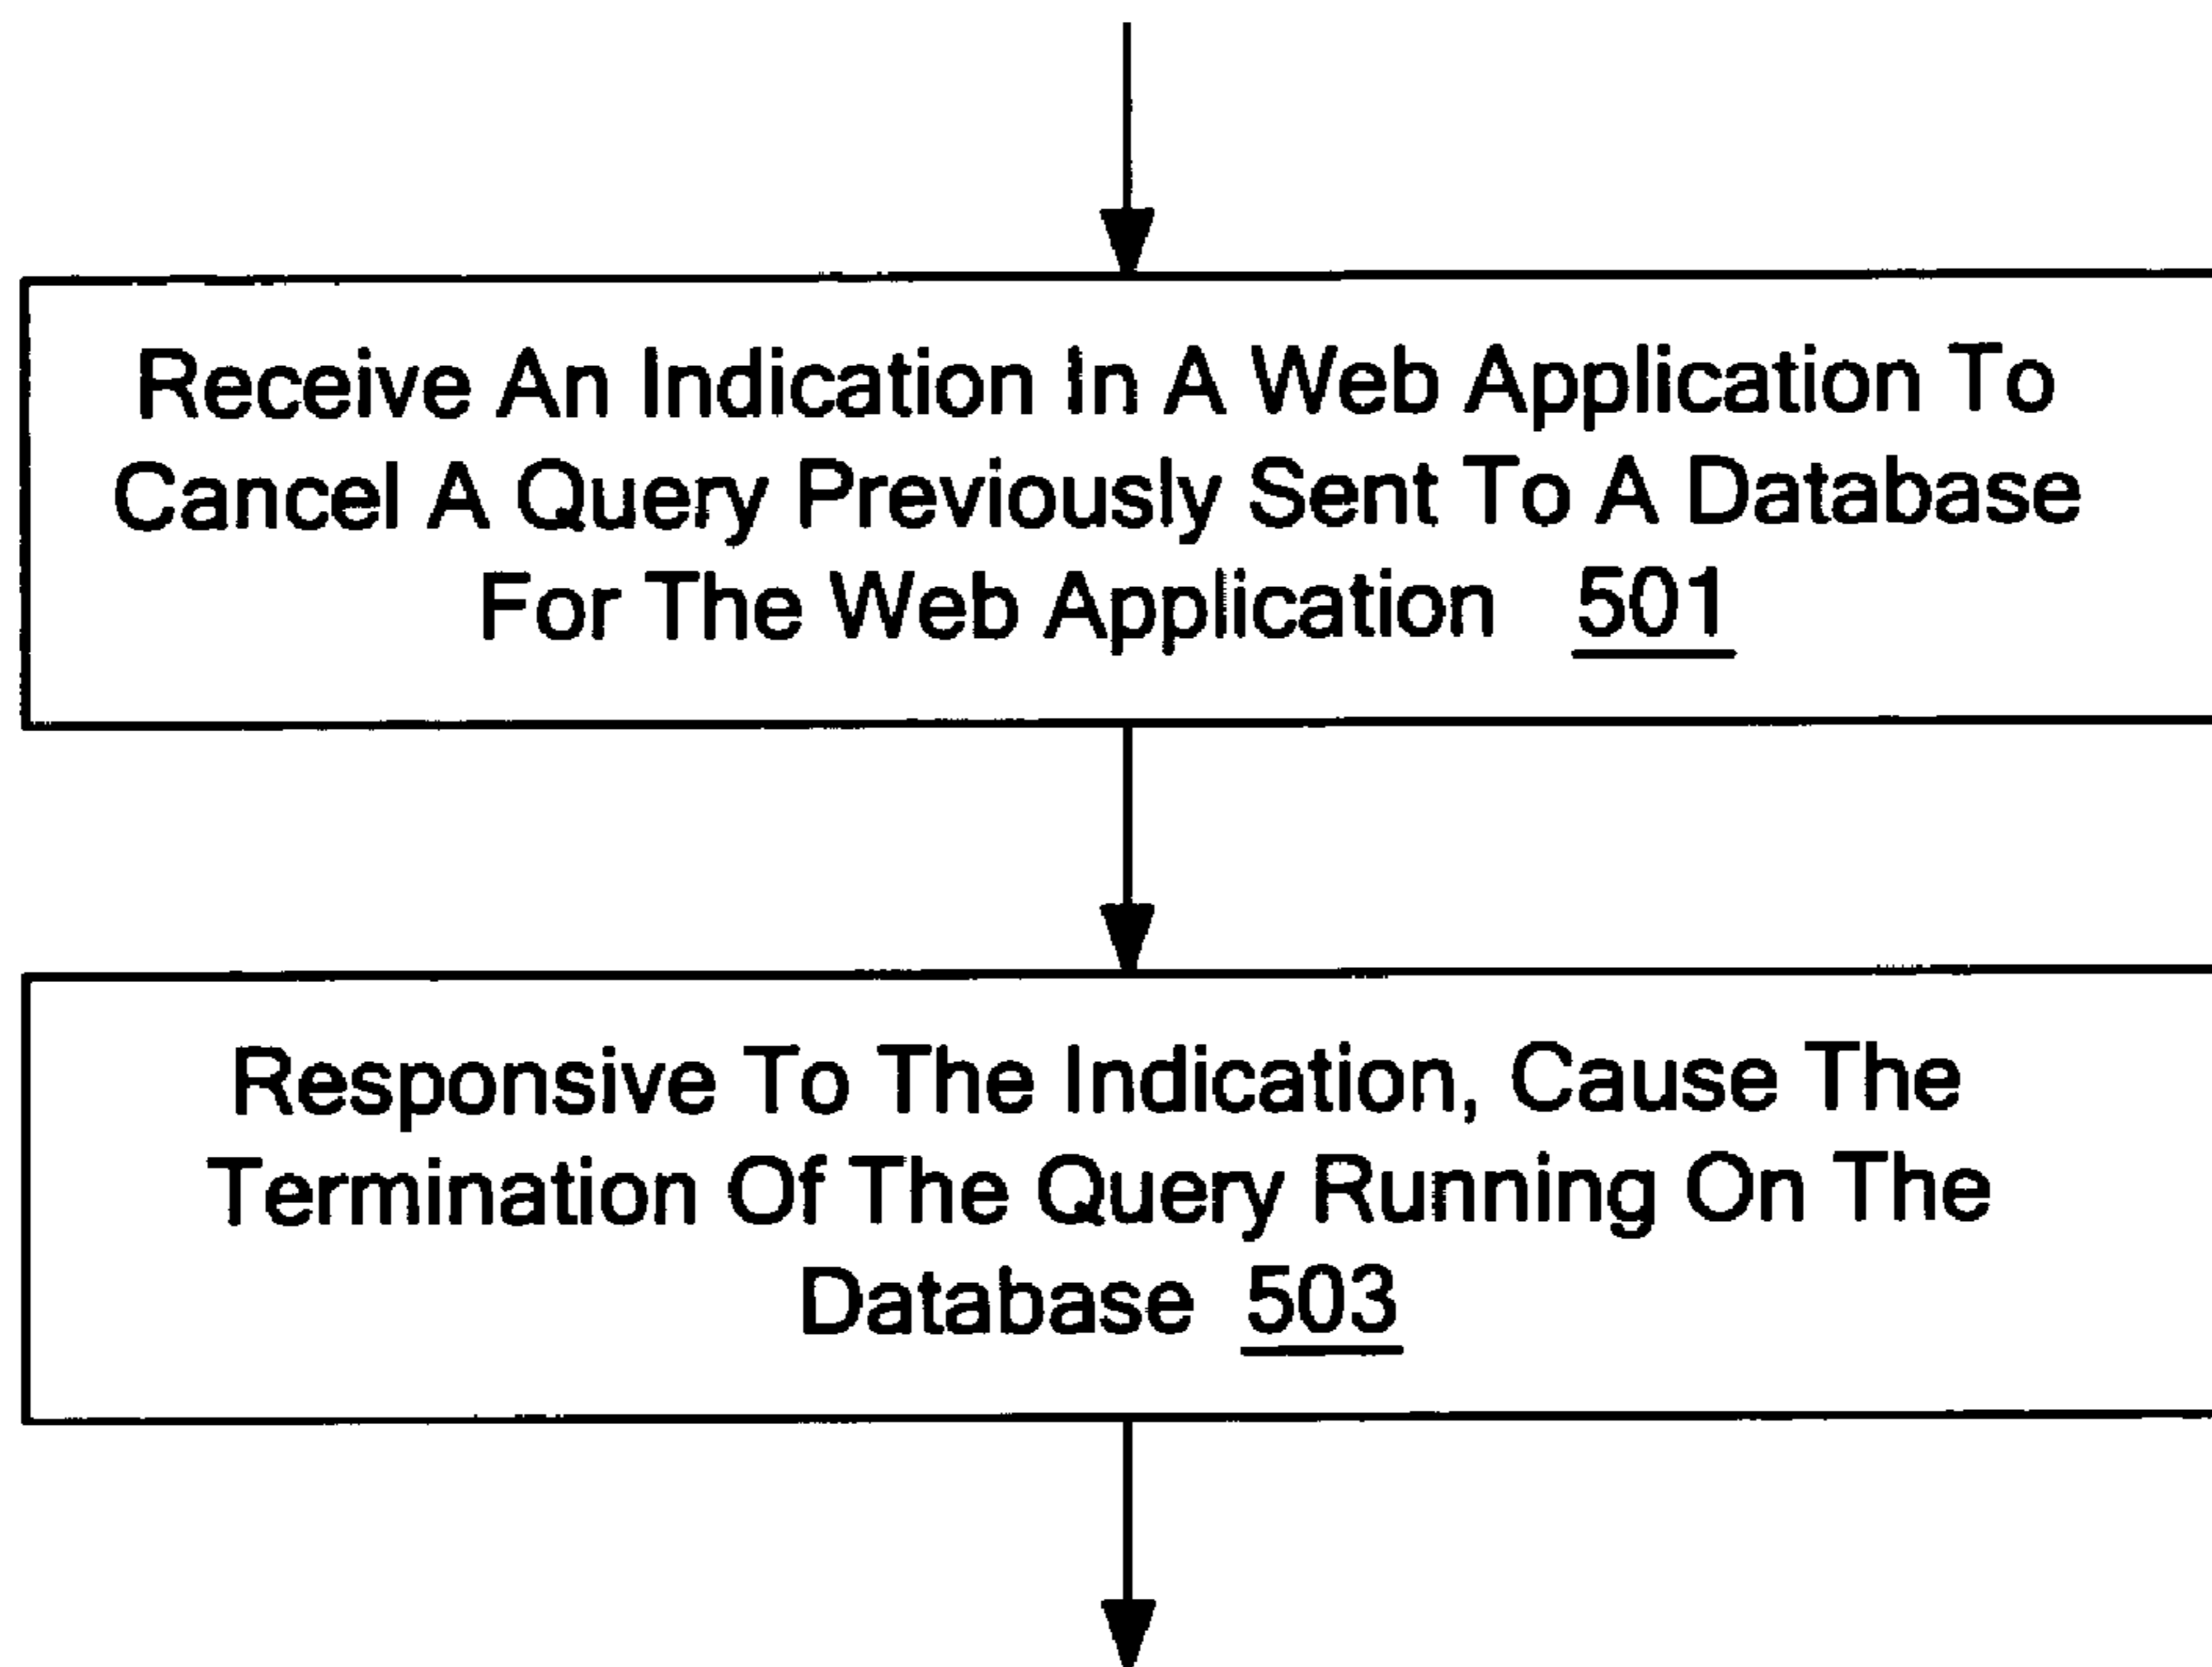 Receive An Indication In A Web Application To
Cancel A Query Previously Sent To A Database
For The Web Application 501
Responsive To The Indication, Cause The
Termination Of The Query Running On The
Database 503